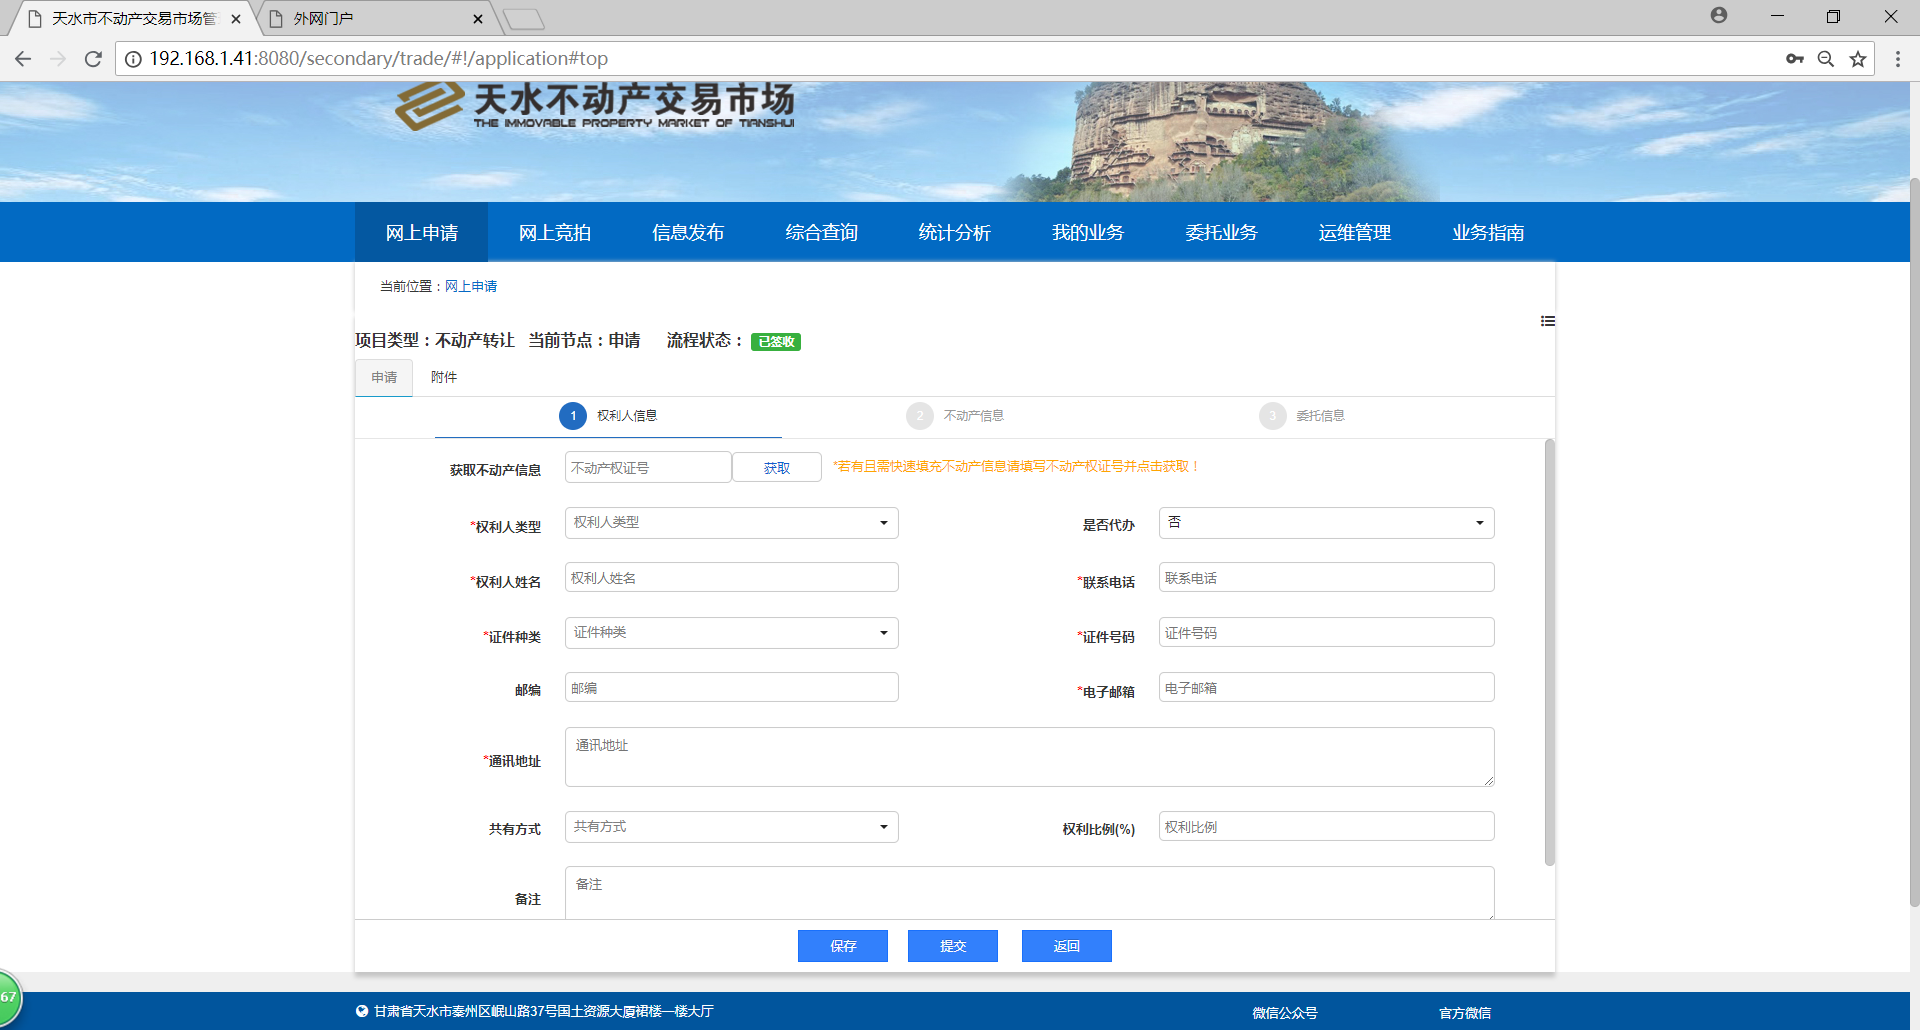 天水市不动产交易市场管
外网门户
192.168.1.41:8080/secondary/trade/#!/application#top
天水不动产交易市场
THE IMMOVABLE PROPERTY MARKET OF TIANSHUI
网上申请 网上竞拍 信息发布 综合查询 统计分析 我的业务 委托业务 运维管理 业务指南
当前位置：网上申请
项目类型：不动产转让 当前节点：申请 流程状态： 已签收
申请 附件
1 权利人信息 2 不动产信息 3 委托信息
获取不动产信息 不动产权证号 获取 *若有且需快速填充不动产信息请填写不动产权证号并点击获取！
*权利人类型 权利人类型 是否代办 否
*权利人姓名 权利人姓名 *联系电话 联系电话
*证件种类 证件种类 *证件号码 证件号码
邮编 邮编 *电子邮箱 电子邮箱
*通讯地址 通讯地址
共有方式 共有方式 权利比例(%) 权利比例
备注 备注
保存 提交 返回
67
甘肃省天水市秦州区岷山路37号国土资源大厦裙楼一楼大厅 微信公众号 官方微信